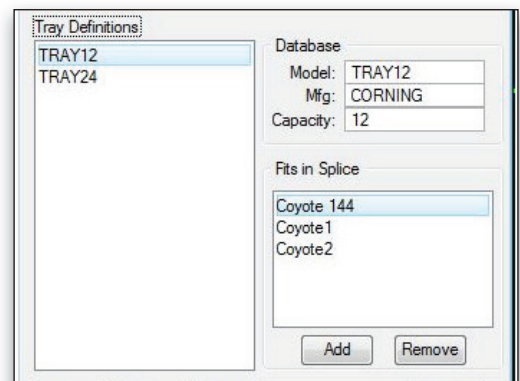 Tray Definitions
TRAY12
TRAY24
Database
Model: TRAY12
Mfg: CORNING
Capacity: 12
Fits in Splice
Coyote 144
Coyote1
Coyote2
Add Remove